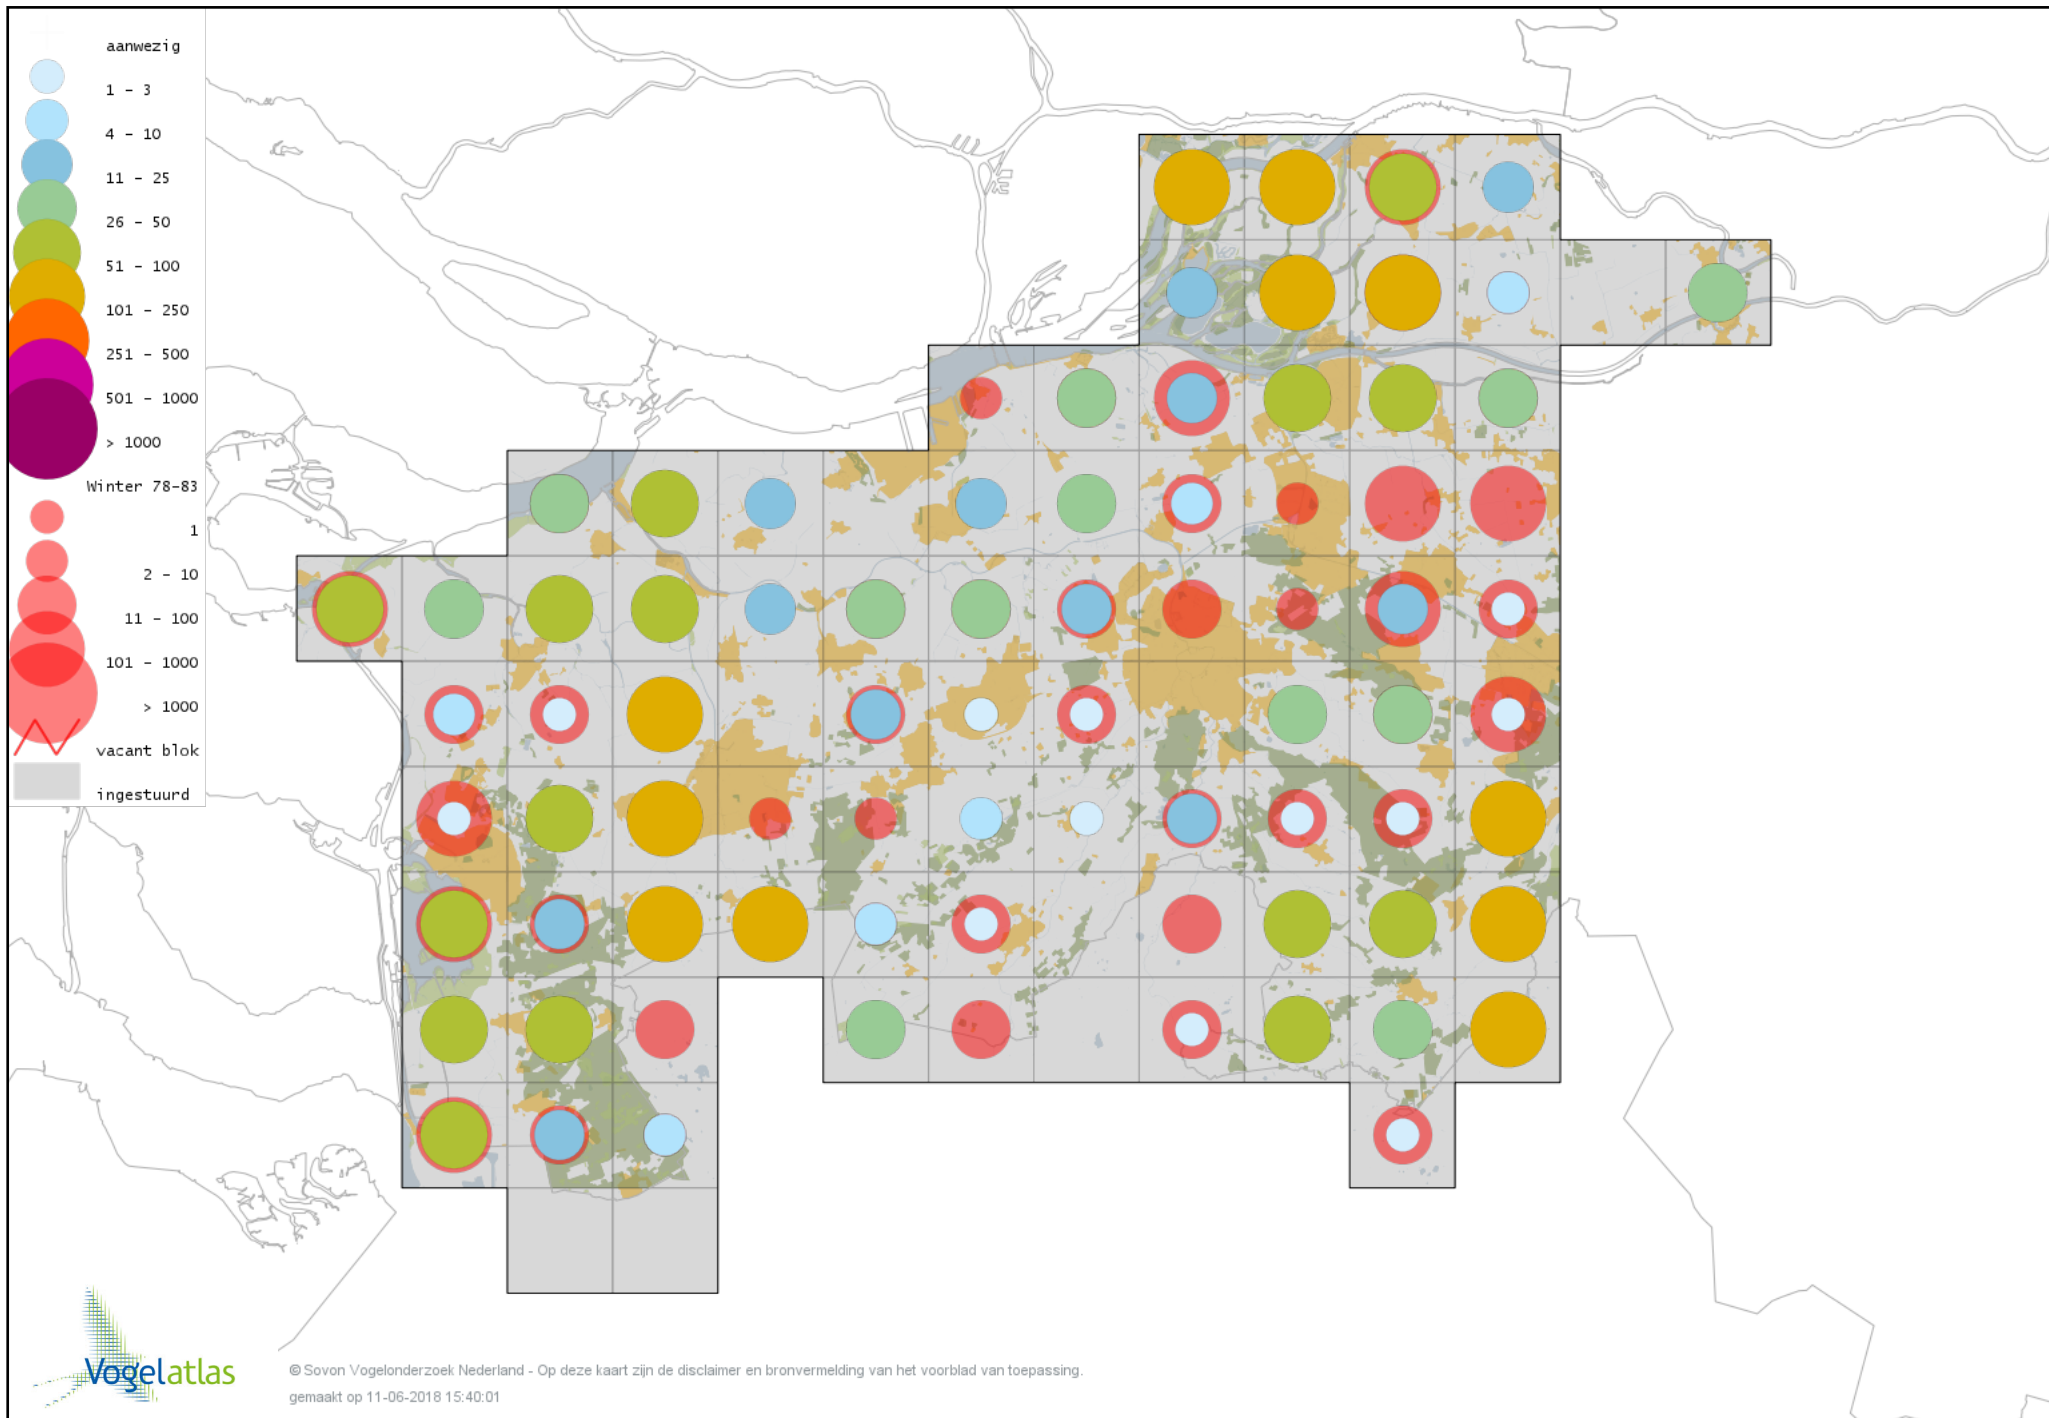 aanwezig
1 - 3
4 - 10
11 - 25
26 - 50
51 - 100
101 - 250
251 - 500
501 - 1000
> 1000
Winter 78-83
1
2 - 10
11 - 100
101 - 1000
> 1000
vacant blok
ingestuurd
Vogelatlas
© Sovon Vogelonderzoek Nederland - Op deze kaart zijn de disclaimer en bronvermelding van het voorblad van toepassing.
gemaakt op 11-06-2018 15:40:01